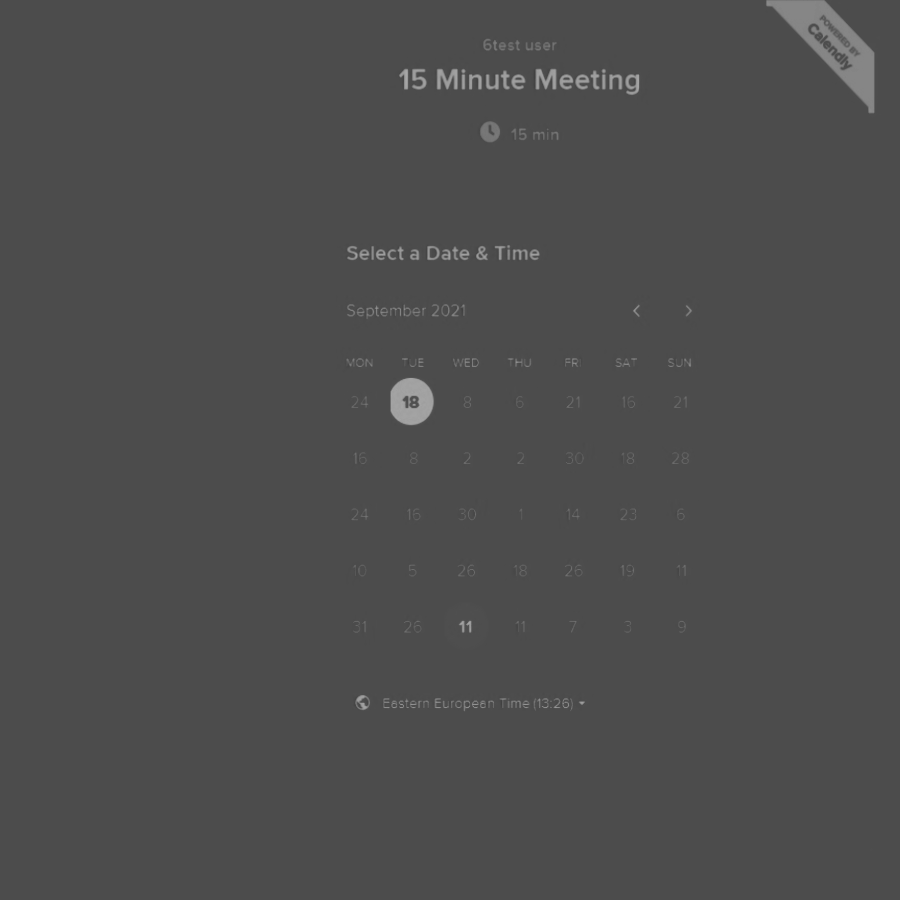 POWERED BY
Calendly
6test user
15 Minute Meeting
15 min
Select a Date & Time
September 2021
MON TUE WED THU FRI SAT SUN
24 18 8 6 21 16 21
16 8 2 2 30 18 28
24 16 30 1 14 23 6
10 5 26 18 26 19 11
31 26 11 11 7 3 9
Eastern European Time (13:26)